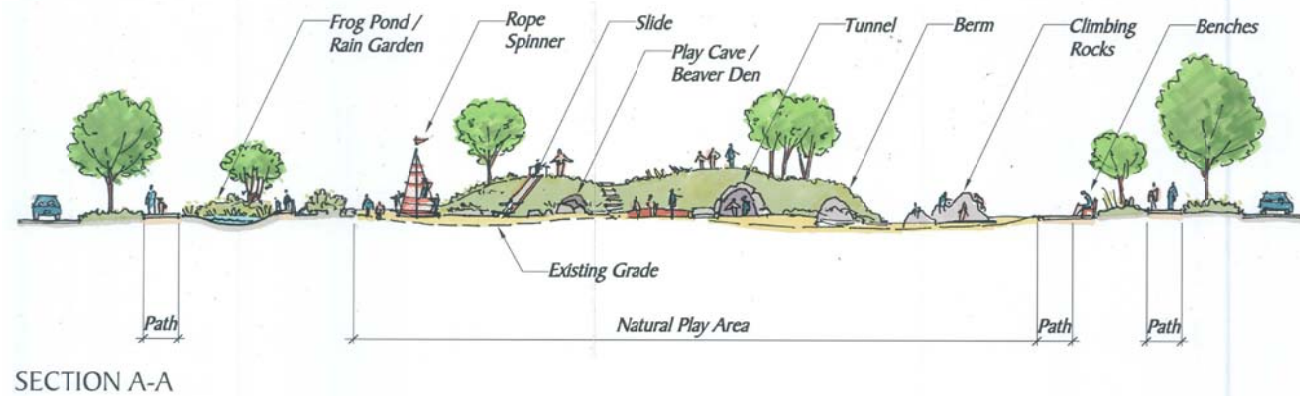 Frog Pond /
Rain Garden
Rope
Spinner
Slide
Play Cave /
Beaver Den
Tunnel
Berm
Climbing
Rocks
Benches
Existing Grade
Path
Natural Play Area
Path
Path
SECTION A-A